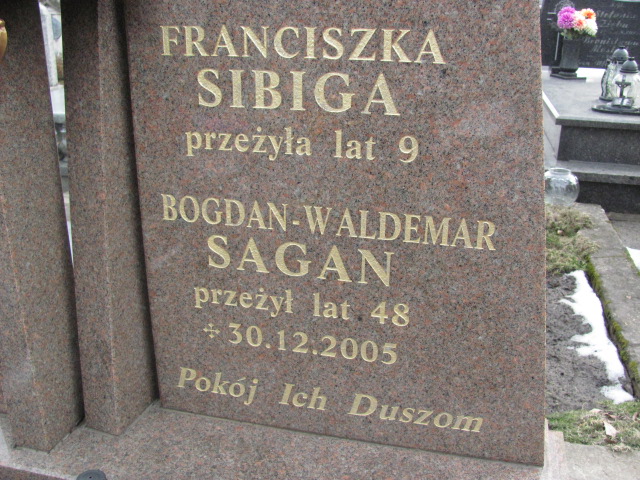 FRANCISZKA
SIBIGA
przeżyła lat 9
BOGDAN-WALDEMAR
SAGAN
przeżył lat 48
+30.12.2005
Pokój Ich Duszom